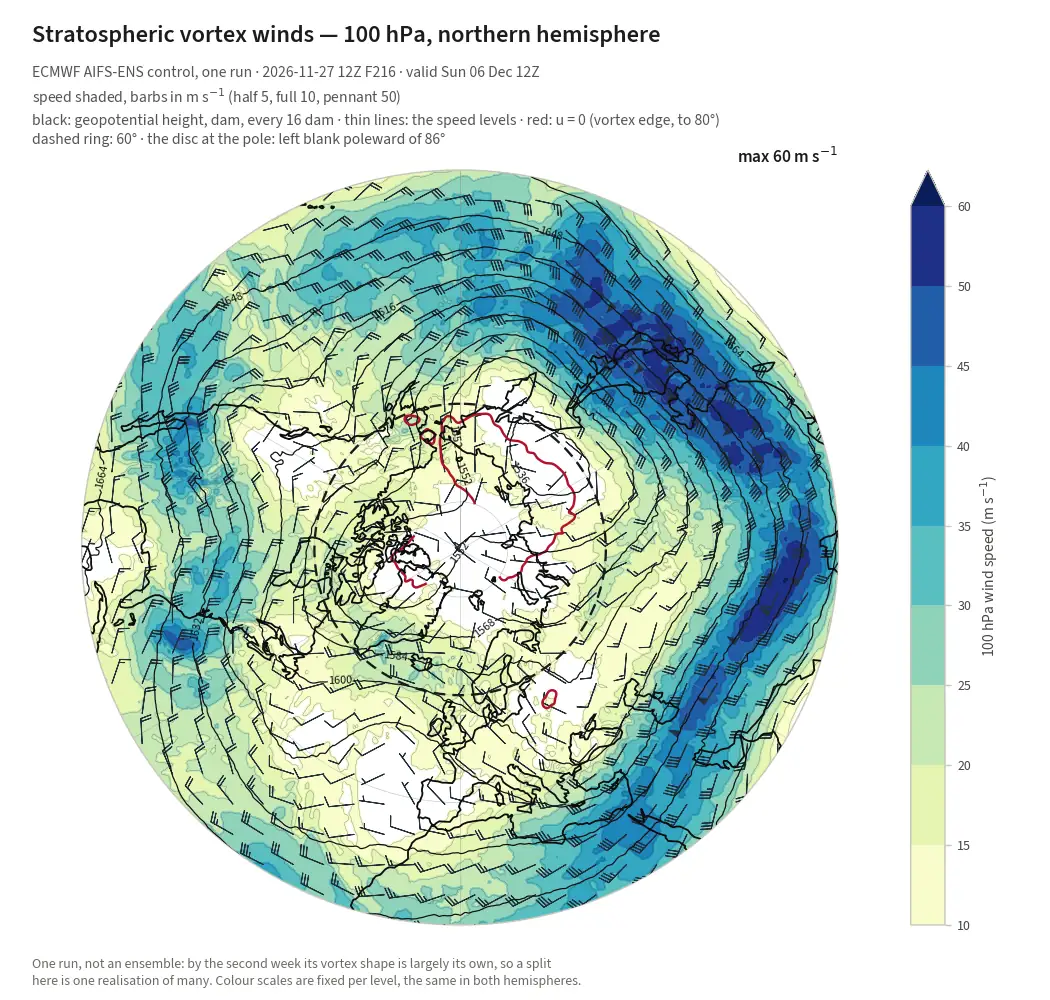 Stratospheric vortex winds — 100 hPa, northern hemisphere
ECMWF AIFS-ENS control, one run · 2026-11-27 12Z F216 · valid Sun 06 Dec 12Z
speed shaded, barbs in m s⁻¹ (half 5, full 10, pennant 50)
black: geopotential height, dam, every 16 dam · thin lines: the speed levels · red: u = 0 (vortex edge, to 80°)
dashed ring: 60° · the disc at the pole: left blank poleward of 86°
max 60 m s⁻¹
60
50
45
40
35
30
25
20
15
10
100 hPa wind speed (m s⁻¹)
1648
1648
1616
1664
1664
1552
1536
1568
1584
1600
One run, not an ensemble: by the second week its vortex shape is largely its own, so a split
here is one realisation of many. Colour scales are fixed per level, the same in both hemispheres.